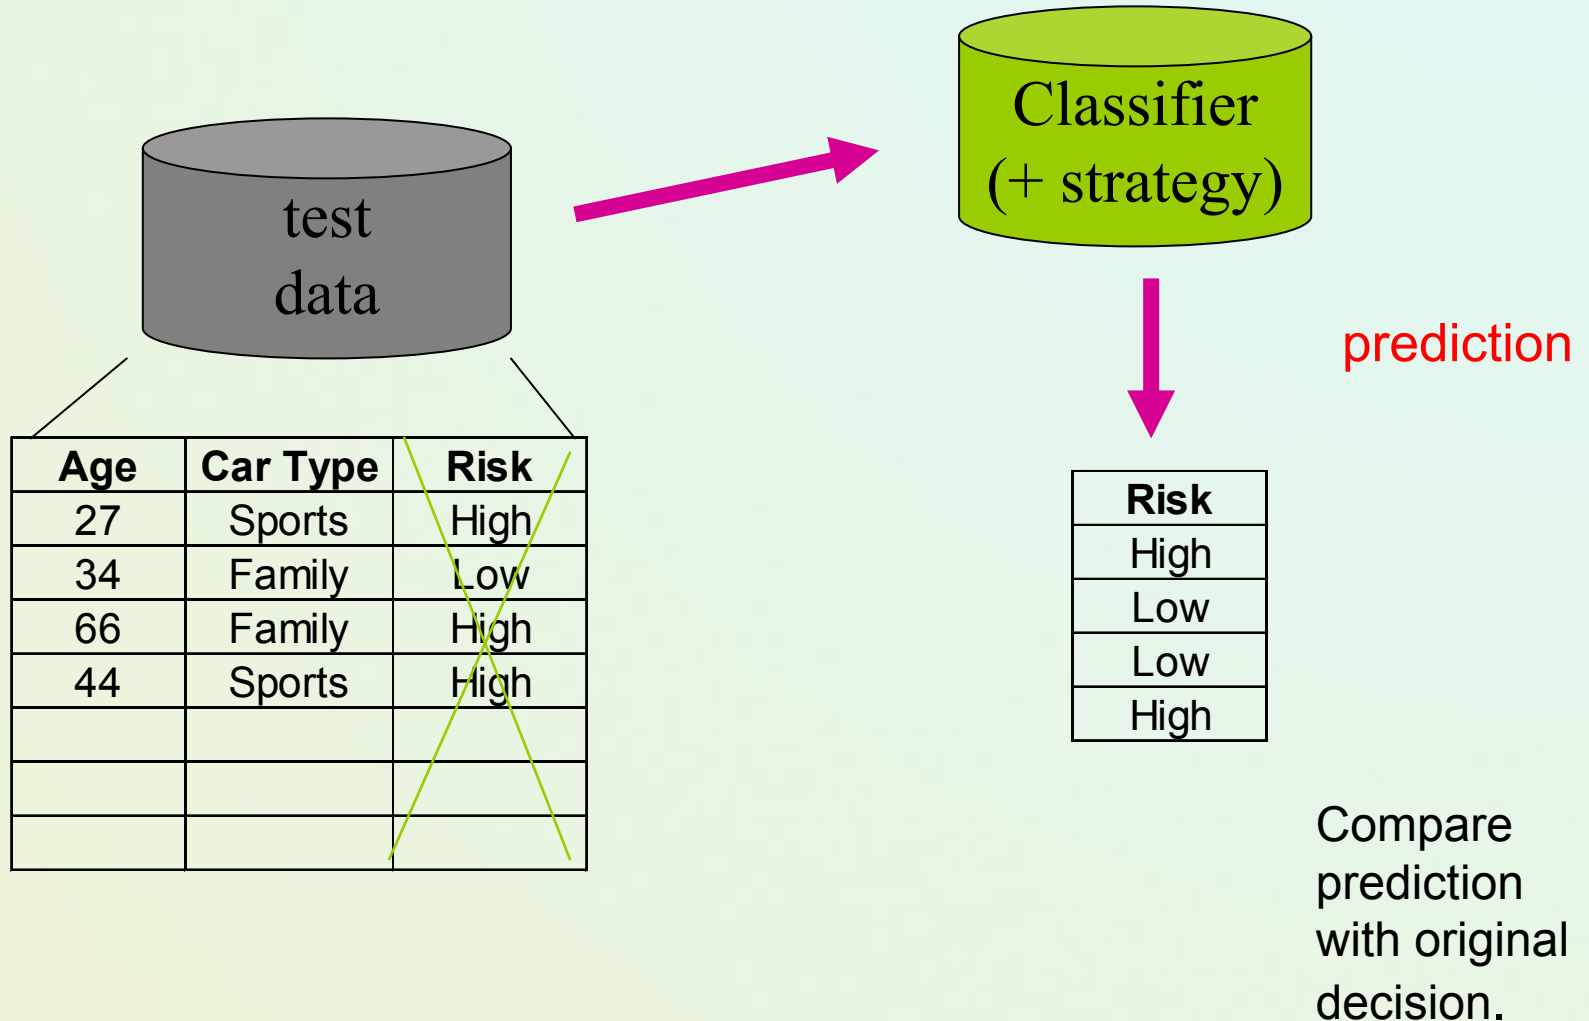 Classifier
(+ strategy)
test
data
prediction
Age Car Type Risk
27 Sports High
34 Family Low
66 Family High
44 Sports High
Risk
High
Low
Low
High
Compare
prediction
with original
decision.